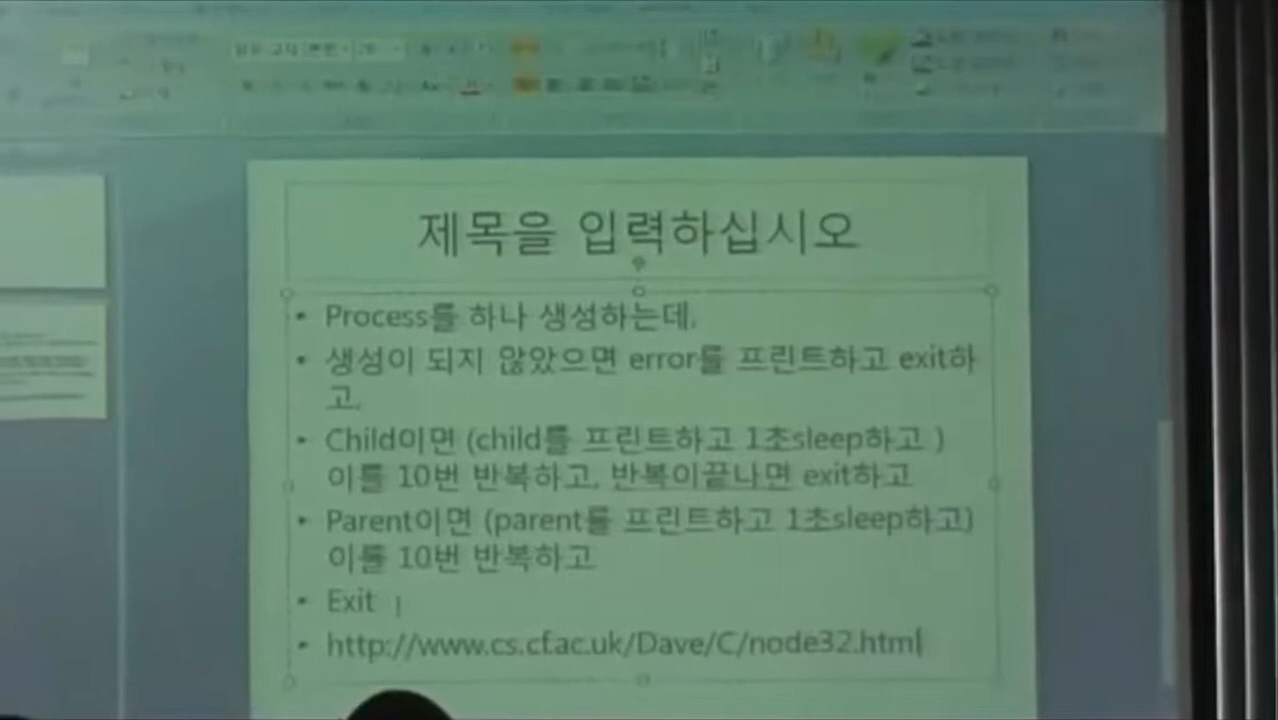 제목을 입력하십시오
• Process를 하나 생성하는데,
• 생성이 되지 않았으면 error를 프린트하고 exit하
고,
• Child이면 (child를 프린트하고 1초sleep하고 )
이를 10번 반복하고, 반복이끝나면 exit하고
• Parent이면 (parent를 프린트하고 1초sleep하고)
이를 10번 반복하고
• Exit
• http://www.cs.cf.ac.uk/Dave/C/node32.html